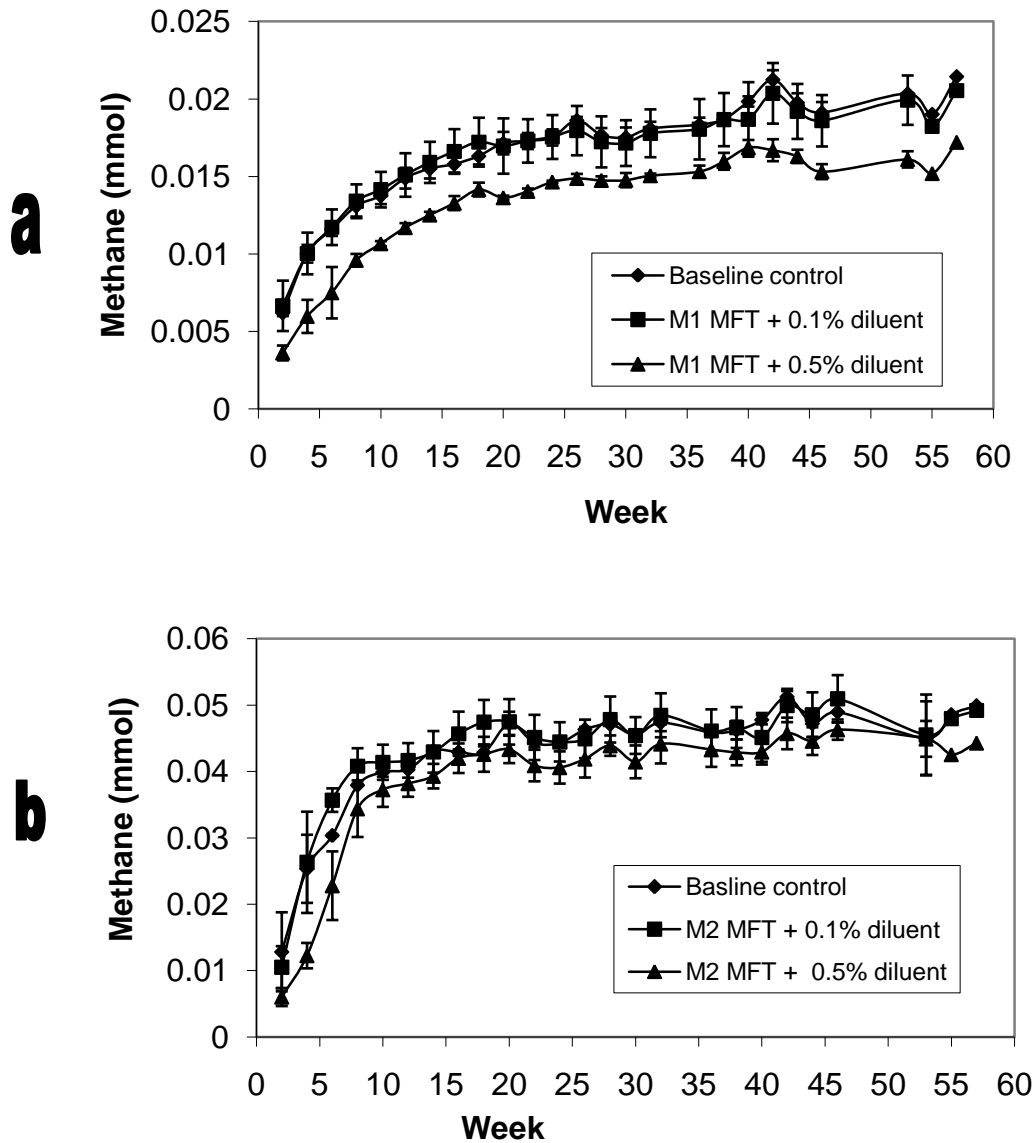 a
Methane (mmol)
0.025
0.02
0.015
0.01
0.005
0
Baseline control
M1 MFT + 0.1% diluent
M1 MFT + 0.5% diluent
0 5 10 15 20 25 30 35 40 45 50 55 60
Week
b
Methane (mmol)
0.06
0.05
0.04
0.03
0.02
0.01
0
Basline control
M2 MFT + 0.1% diluent
M2 MFT + 0.5% diluent
0 5 10 15 20 25 30 35 40 45 50 55 60
Week